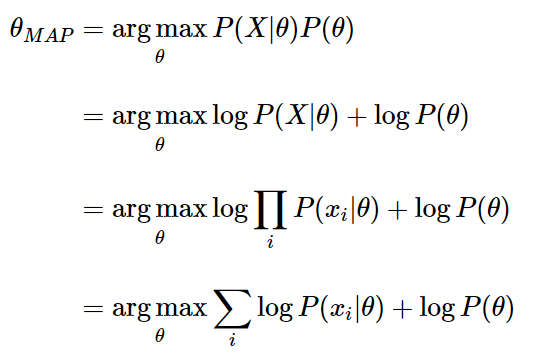 θ_MAP = arg max_θ P(X|θ)P(θ)
= arg max_θ log P(X|θ) + log P(θ)
= arg max_θ log ∏_i P(x_i|θ) + log P(θ)
= arg max_θ ∑_i log P(x_i|θ) + log P(θ)